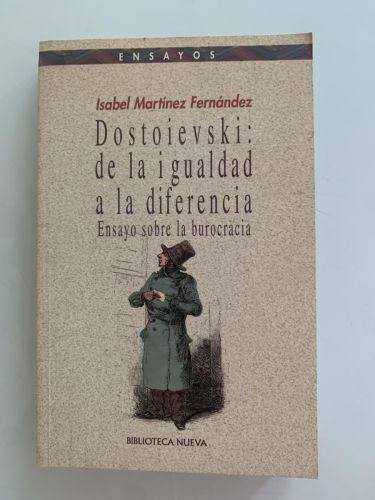 ENSAYOS
Isabel Martínez Fernández
Dostoievski:
de la igualdad
a la diferencia
Ensayo sobre la burocracia
BIBLIOTECA NUEVA